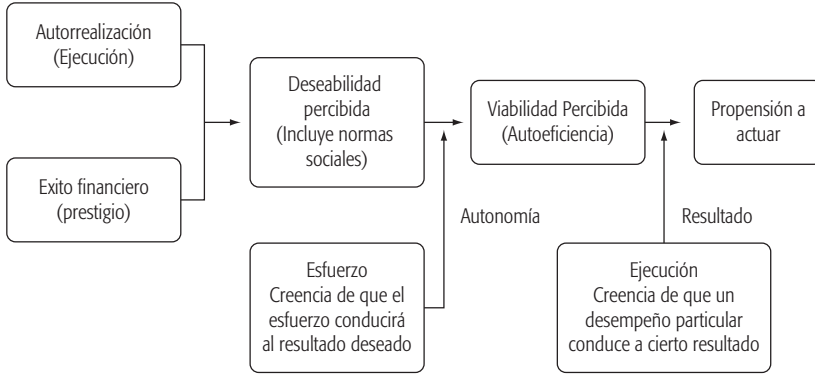 Autorrealización
(Ejecución)
Exito financiero
(prestigio)
Deseabilidad
percibida
(Incluye normas
sociales)
Viabilidad Percibida
(Autoeficiencia)
Propensión a
actuar
Autonomía
Resultado
Esfuerzo
Creencia de que el
esfuerzo conducirá
al resultado deseado
Ejecución
Creencia de que un
desempeño particular
conduce a cierto resultado